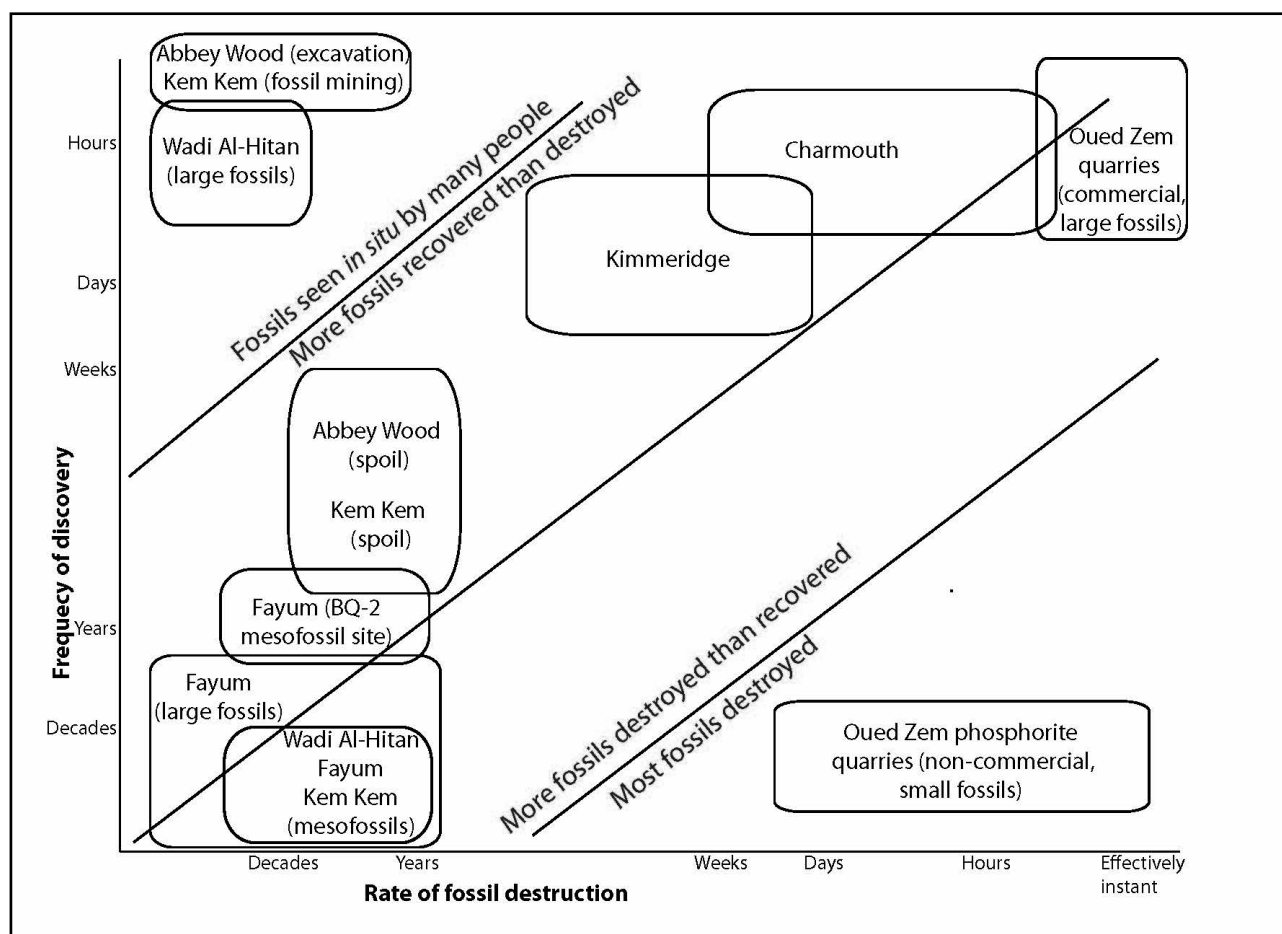 Abbey Wood (excavation)
Kem Kem (fossil mining)
Hours
Wadi Al-Hitan
(large fossils)
Fossils seen in situ by many people
More fossils recovered than destroyed
Charmouth
Oued Zem
quarries
(commercial,
large fossils)
Kimmeridge
Days
Weeks
Abbey Wood
(spoil)
Kem Kem
(spoil)
Frequecy of discovery
Fayum (BQ-2
mesofossil site)
Years
Fayum
(large fossils)
Decades
Wadi Al-Hitan
Fayum
Kem Kem
(mesofossils)
More fossils destroyed than recovered
Most fossils destroyed
Oued Zem phosphorite
quarries (non-commercial,
small fossils)
Decades
Years
Weeks
Days
Hours
Effectively
instant
Rate of fossil destruction